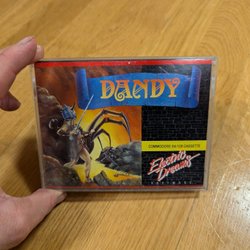 DANDY
COMMODORE 64/128 CASSETTE
Electric
Dreams
SOFTWARE